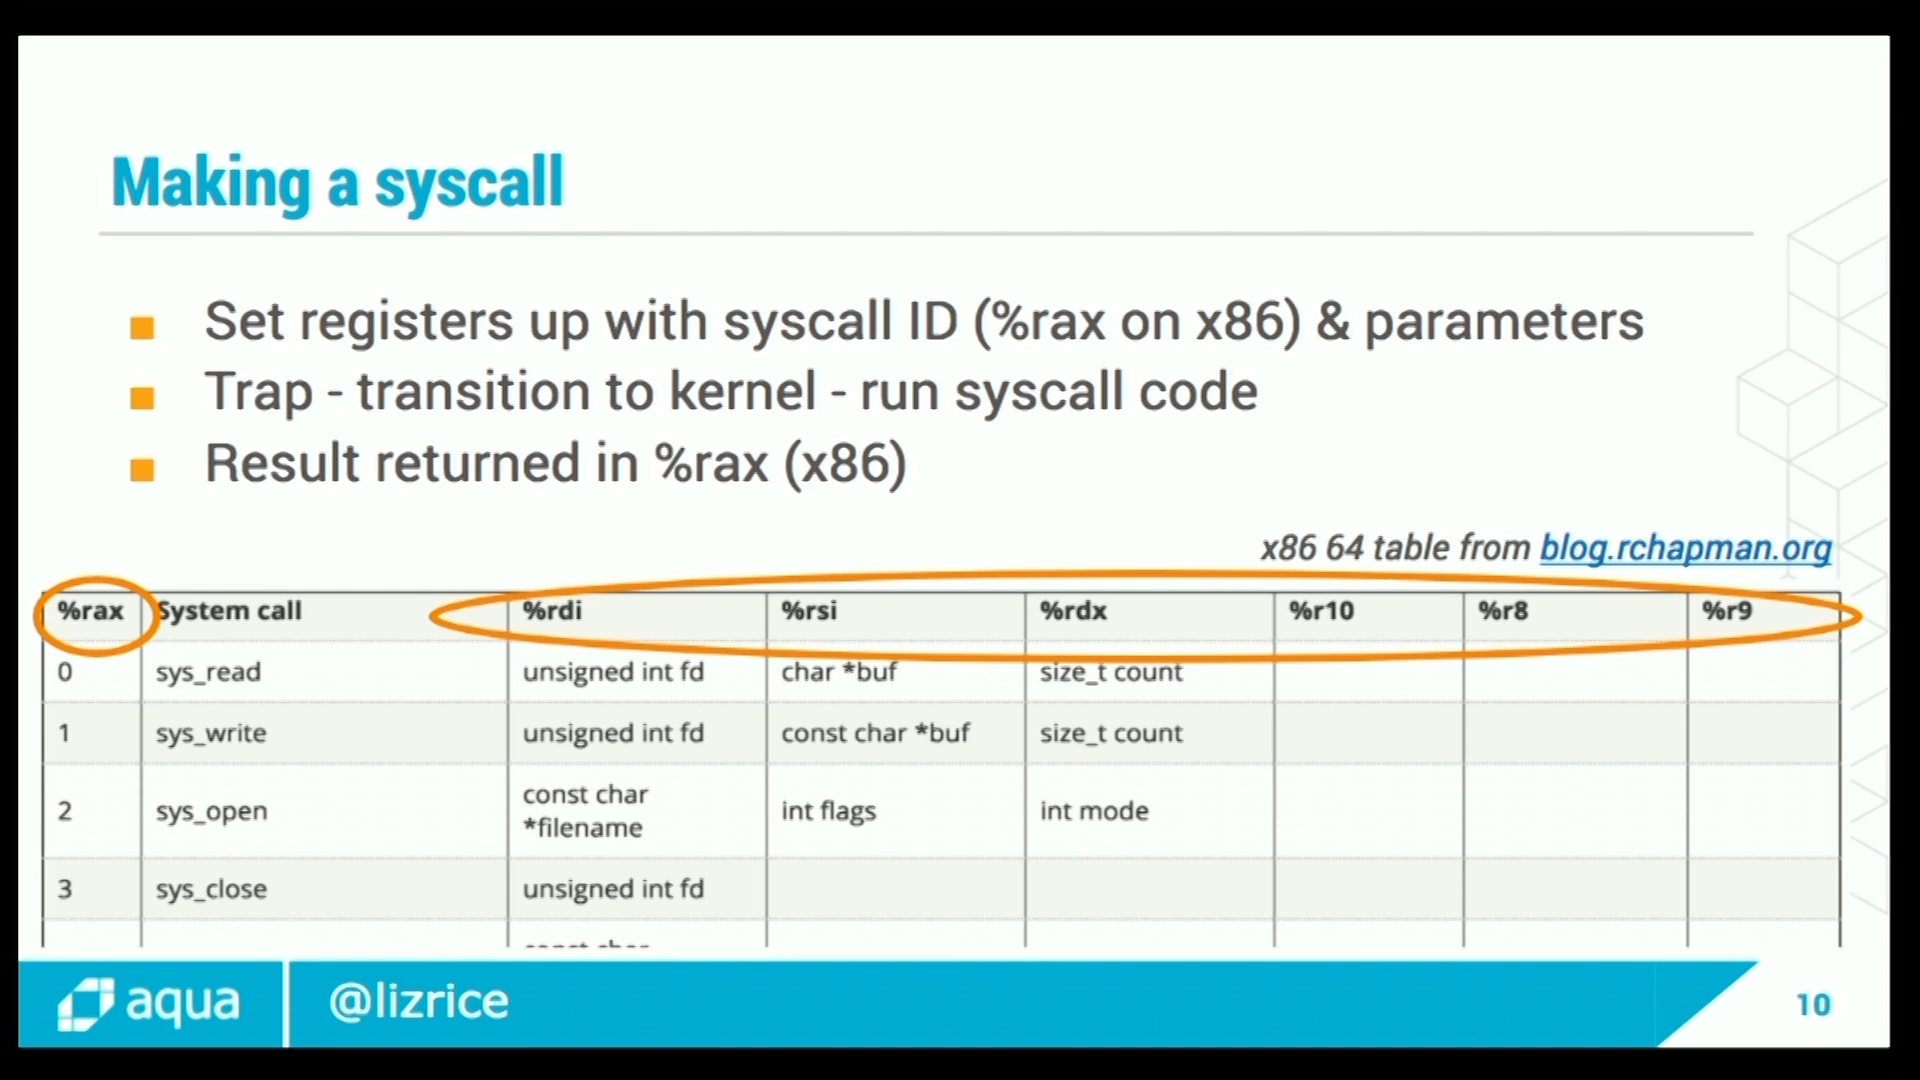 Making a syscall
Set registers up with syscall ID (%rax on x86) & parameters
Trap - transition to kernel - run syscall code
Result returned in %rax (x86)
x86 64 table from blog.rchapman.org
%rax System call %rdi %rsi %rdx %r10 %r8 %r9
0 sys_read unsigned int fd char *buf size_t count
1 sys_write unsigned int fd const char *buf size_t count
2 sys_open const char *filename int flags int mode
3 sys_close unsigned int fd
aqua @lizrice 10